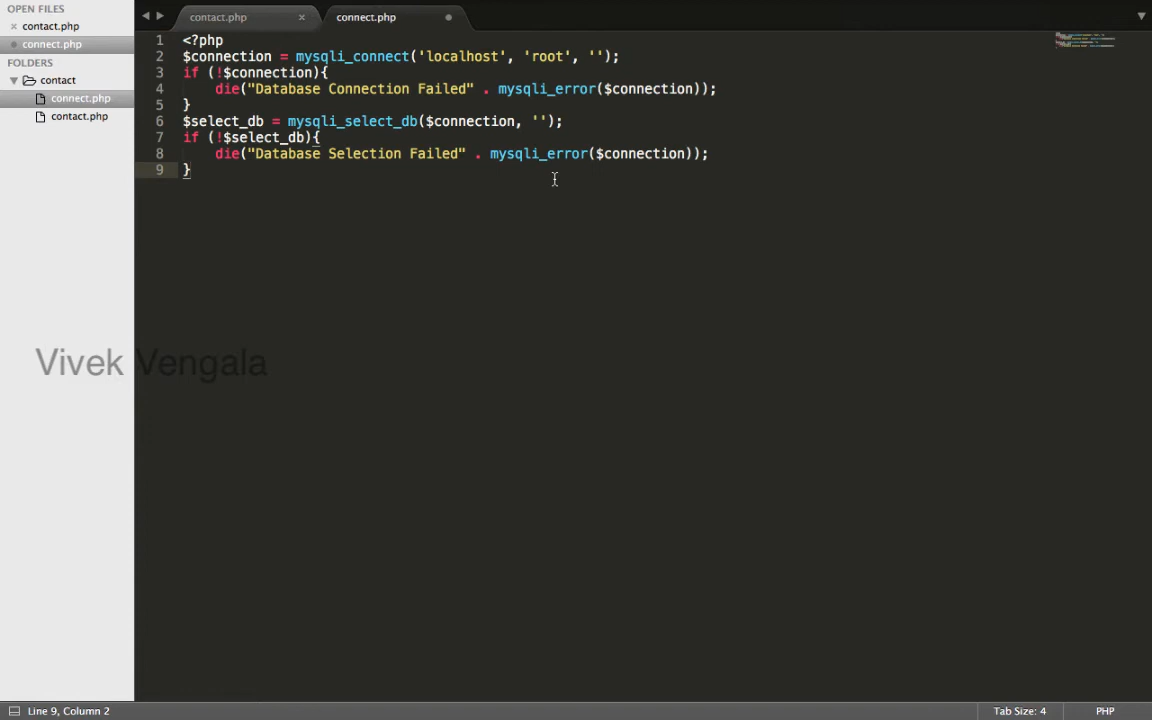 OPEN FILES
contact.php
connect.php
FOLDERS
contact
connect.php
contact.php
contact.php
connect.php
1 <?php
2 $connection = mysqli_connect('localhost', 'root', '');
3 if (!$connection){
4     die("Database Connection Failed" . mysqli_error($connection));
5 }
6 $select_db = mysqli_select_db($connection, '');
7 if (!$select_db){
8     die("Database Selection Failed" . mysqli_error($connection));
9 }
Vivek Vengala
Line 9, Column 2
Tab Size: 4
PHP